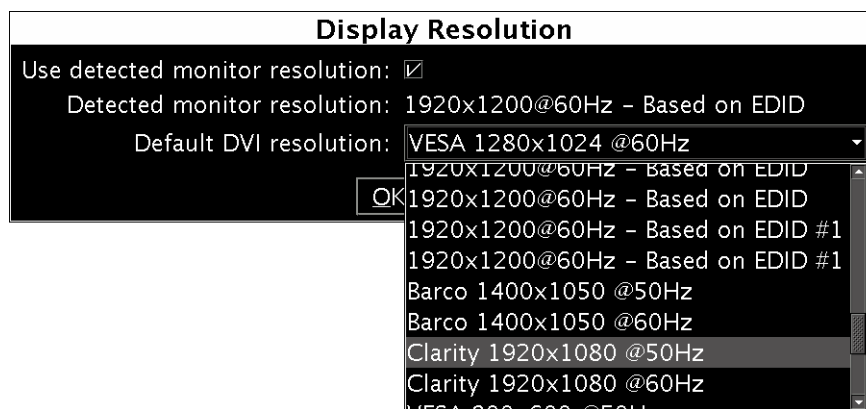 Display Resolution
Use detected monitor resolution:
Detected monitor resolution: 1920x1200@60Hz – Based on EDID
Default DVI resolution: VESA 1280x1024 @60Hz
1920x1200@60Hz – Based on EDID
OK 1920x1200@60Hz – Based on EDID
1920x1200@60Hz – Based on EDID #1
1920x1200@60Hz – Based on EDID #1
Barco 1400x1050 @50Hz
Barco 1400x1050 @60Hz
Clarity 1920x1080 @50Hz
Clarity 1920x1080 @60Hz